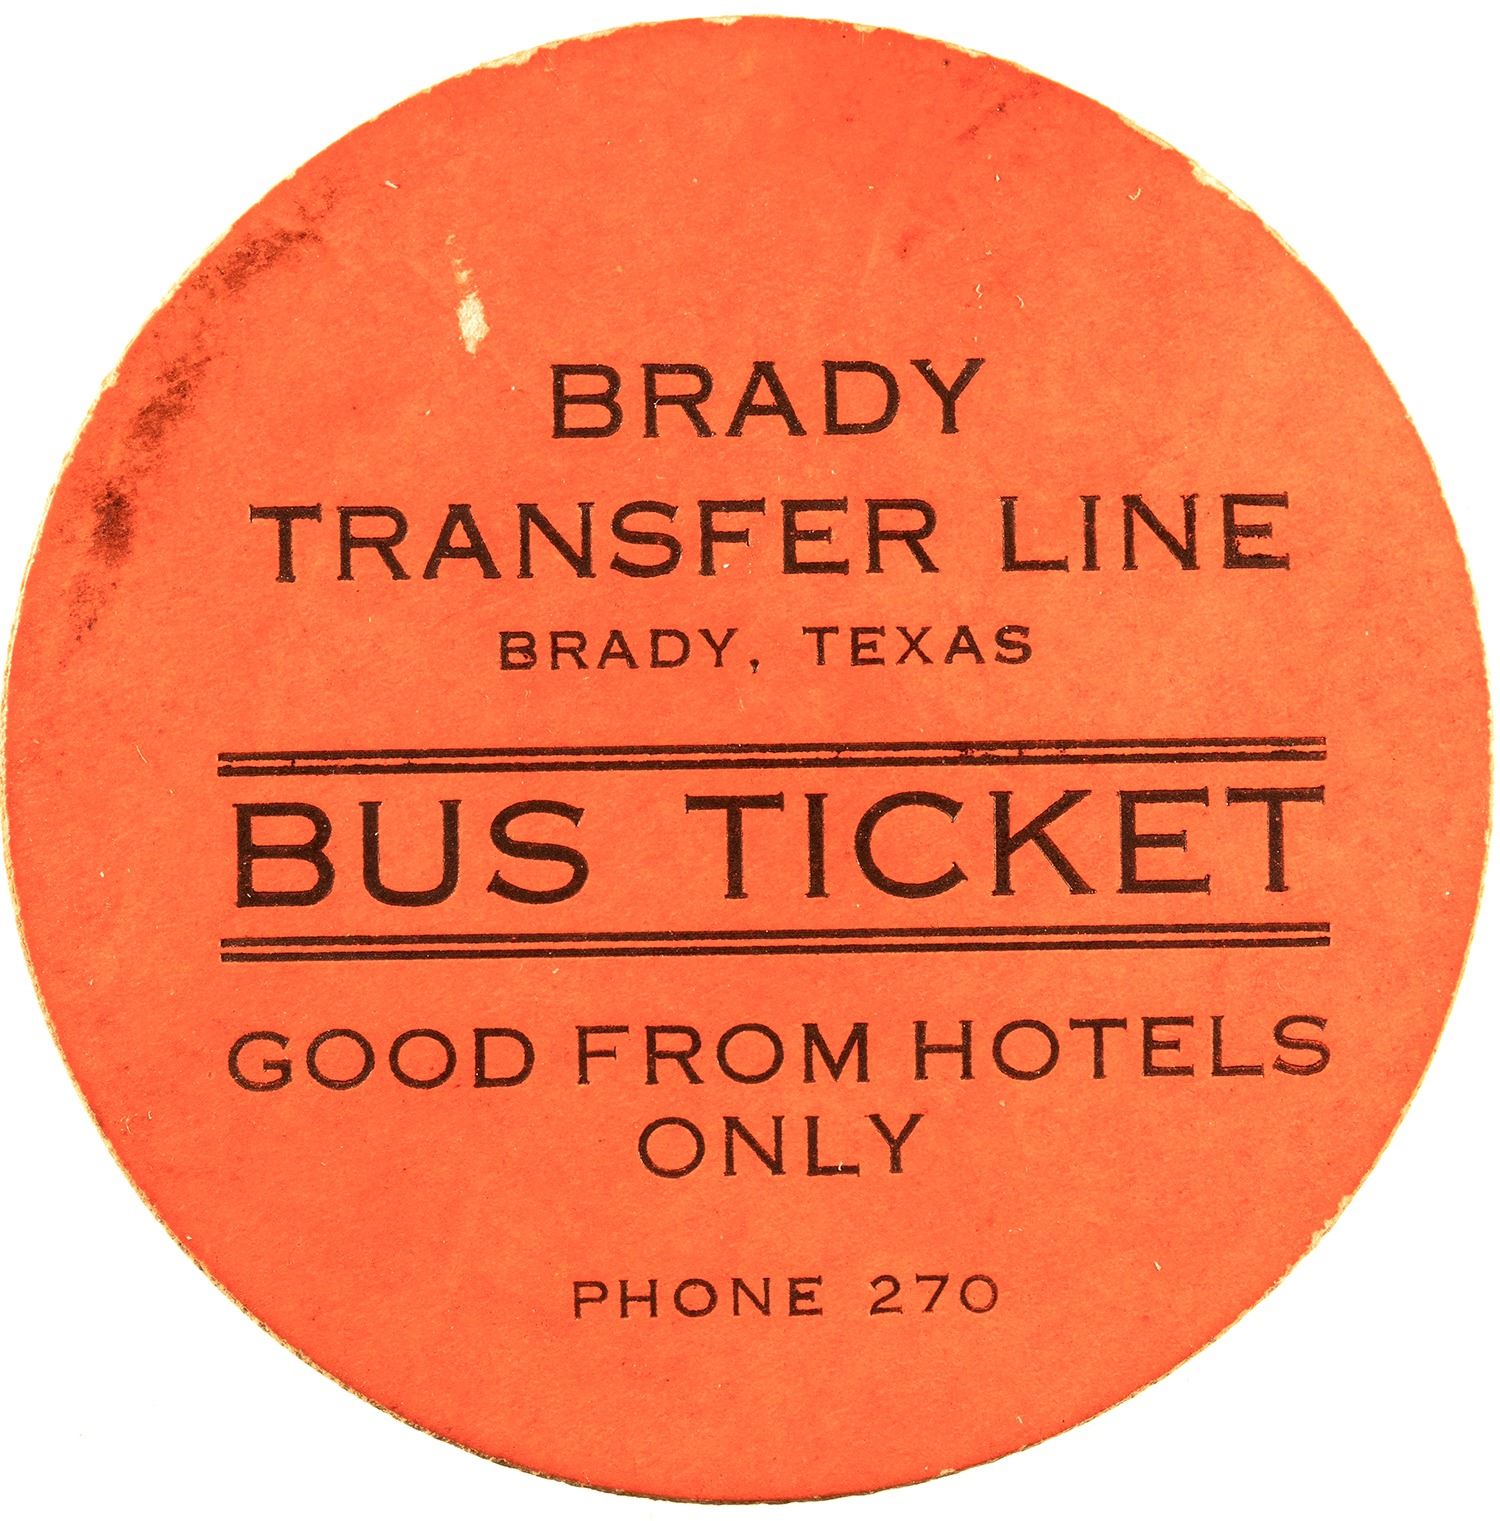 BRADY
TRANSFER LINE
BRADY, TEXAS
BUS TICKET
GOOD FROM HOTELS
ONLY
PHONE 270